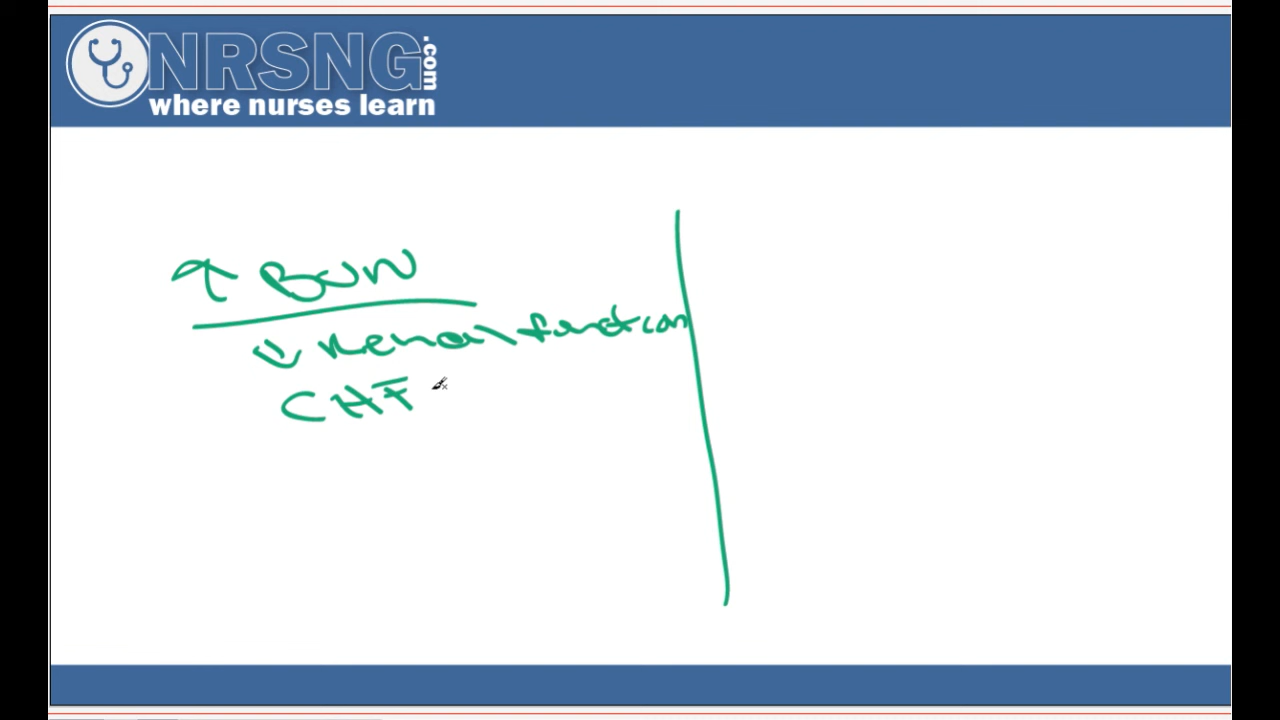 NRSNG.com
where nurses learn
↑ BUN
↓ Renal function
CHF